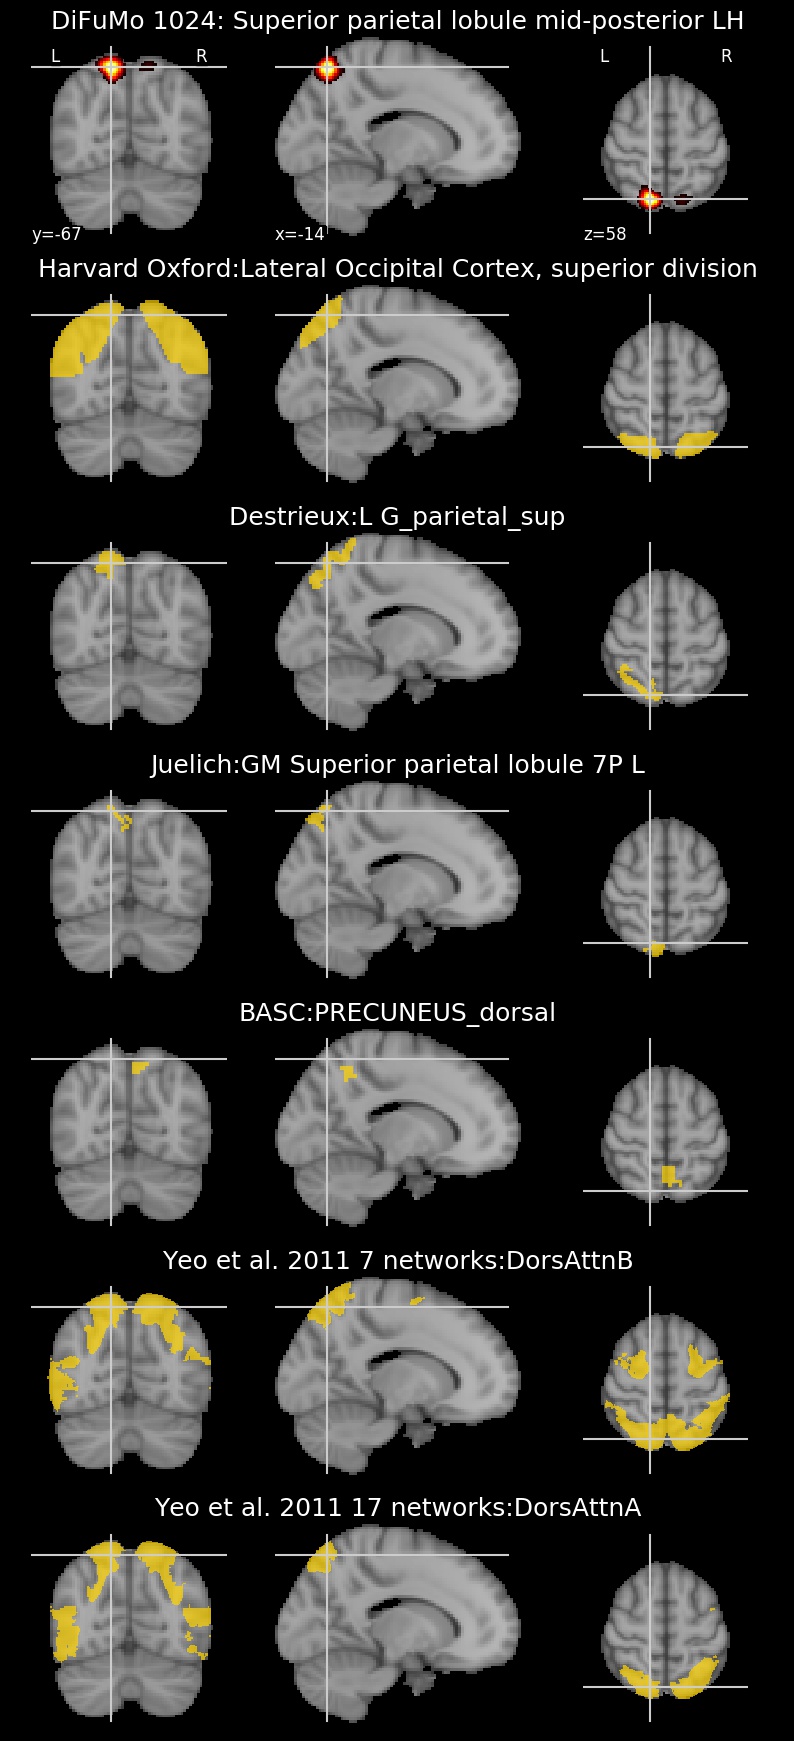 DiFuMo 1024: Superior parietal lobule mid-posterior LH
L R L R
y=-67 x=-14 z=58
Harvard Oxford:Lateral Occipital Cortex, superior division
Destrieux:L G_parietal_sup
Juelich:GM Superior parietal lobule 7P L
BASC:PRECUNEUS_dorsal
Yeo et al. 2011 7 networks:DorsAttnB
Yeo et al. 2011 17 networks:DorsAttnA